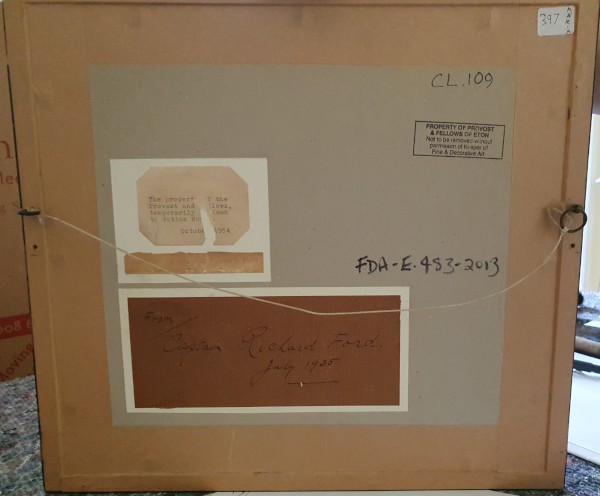 397
MARIA
CL.109
PROPERTY OF PROVOST
& FELLOWS OF ETON
Not to be removed without
permission of Keeper of
Fine & Decorative Art
The property of the
Provost and
temporarily
October 1954
FDA-E.483-2013
From
Captain Richard Ford.
July 1935